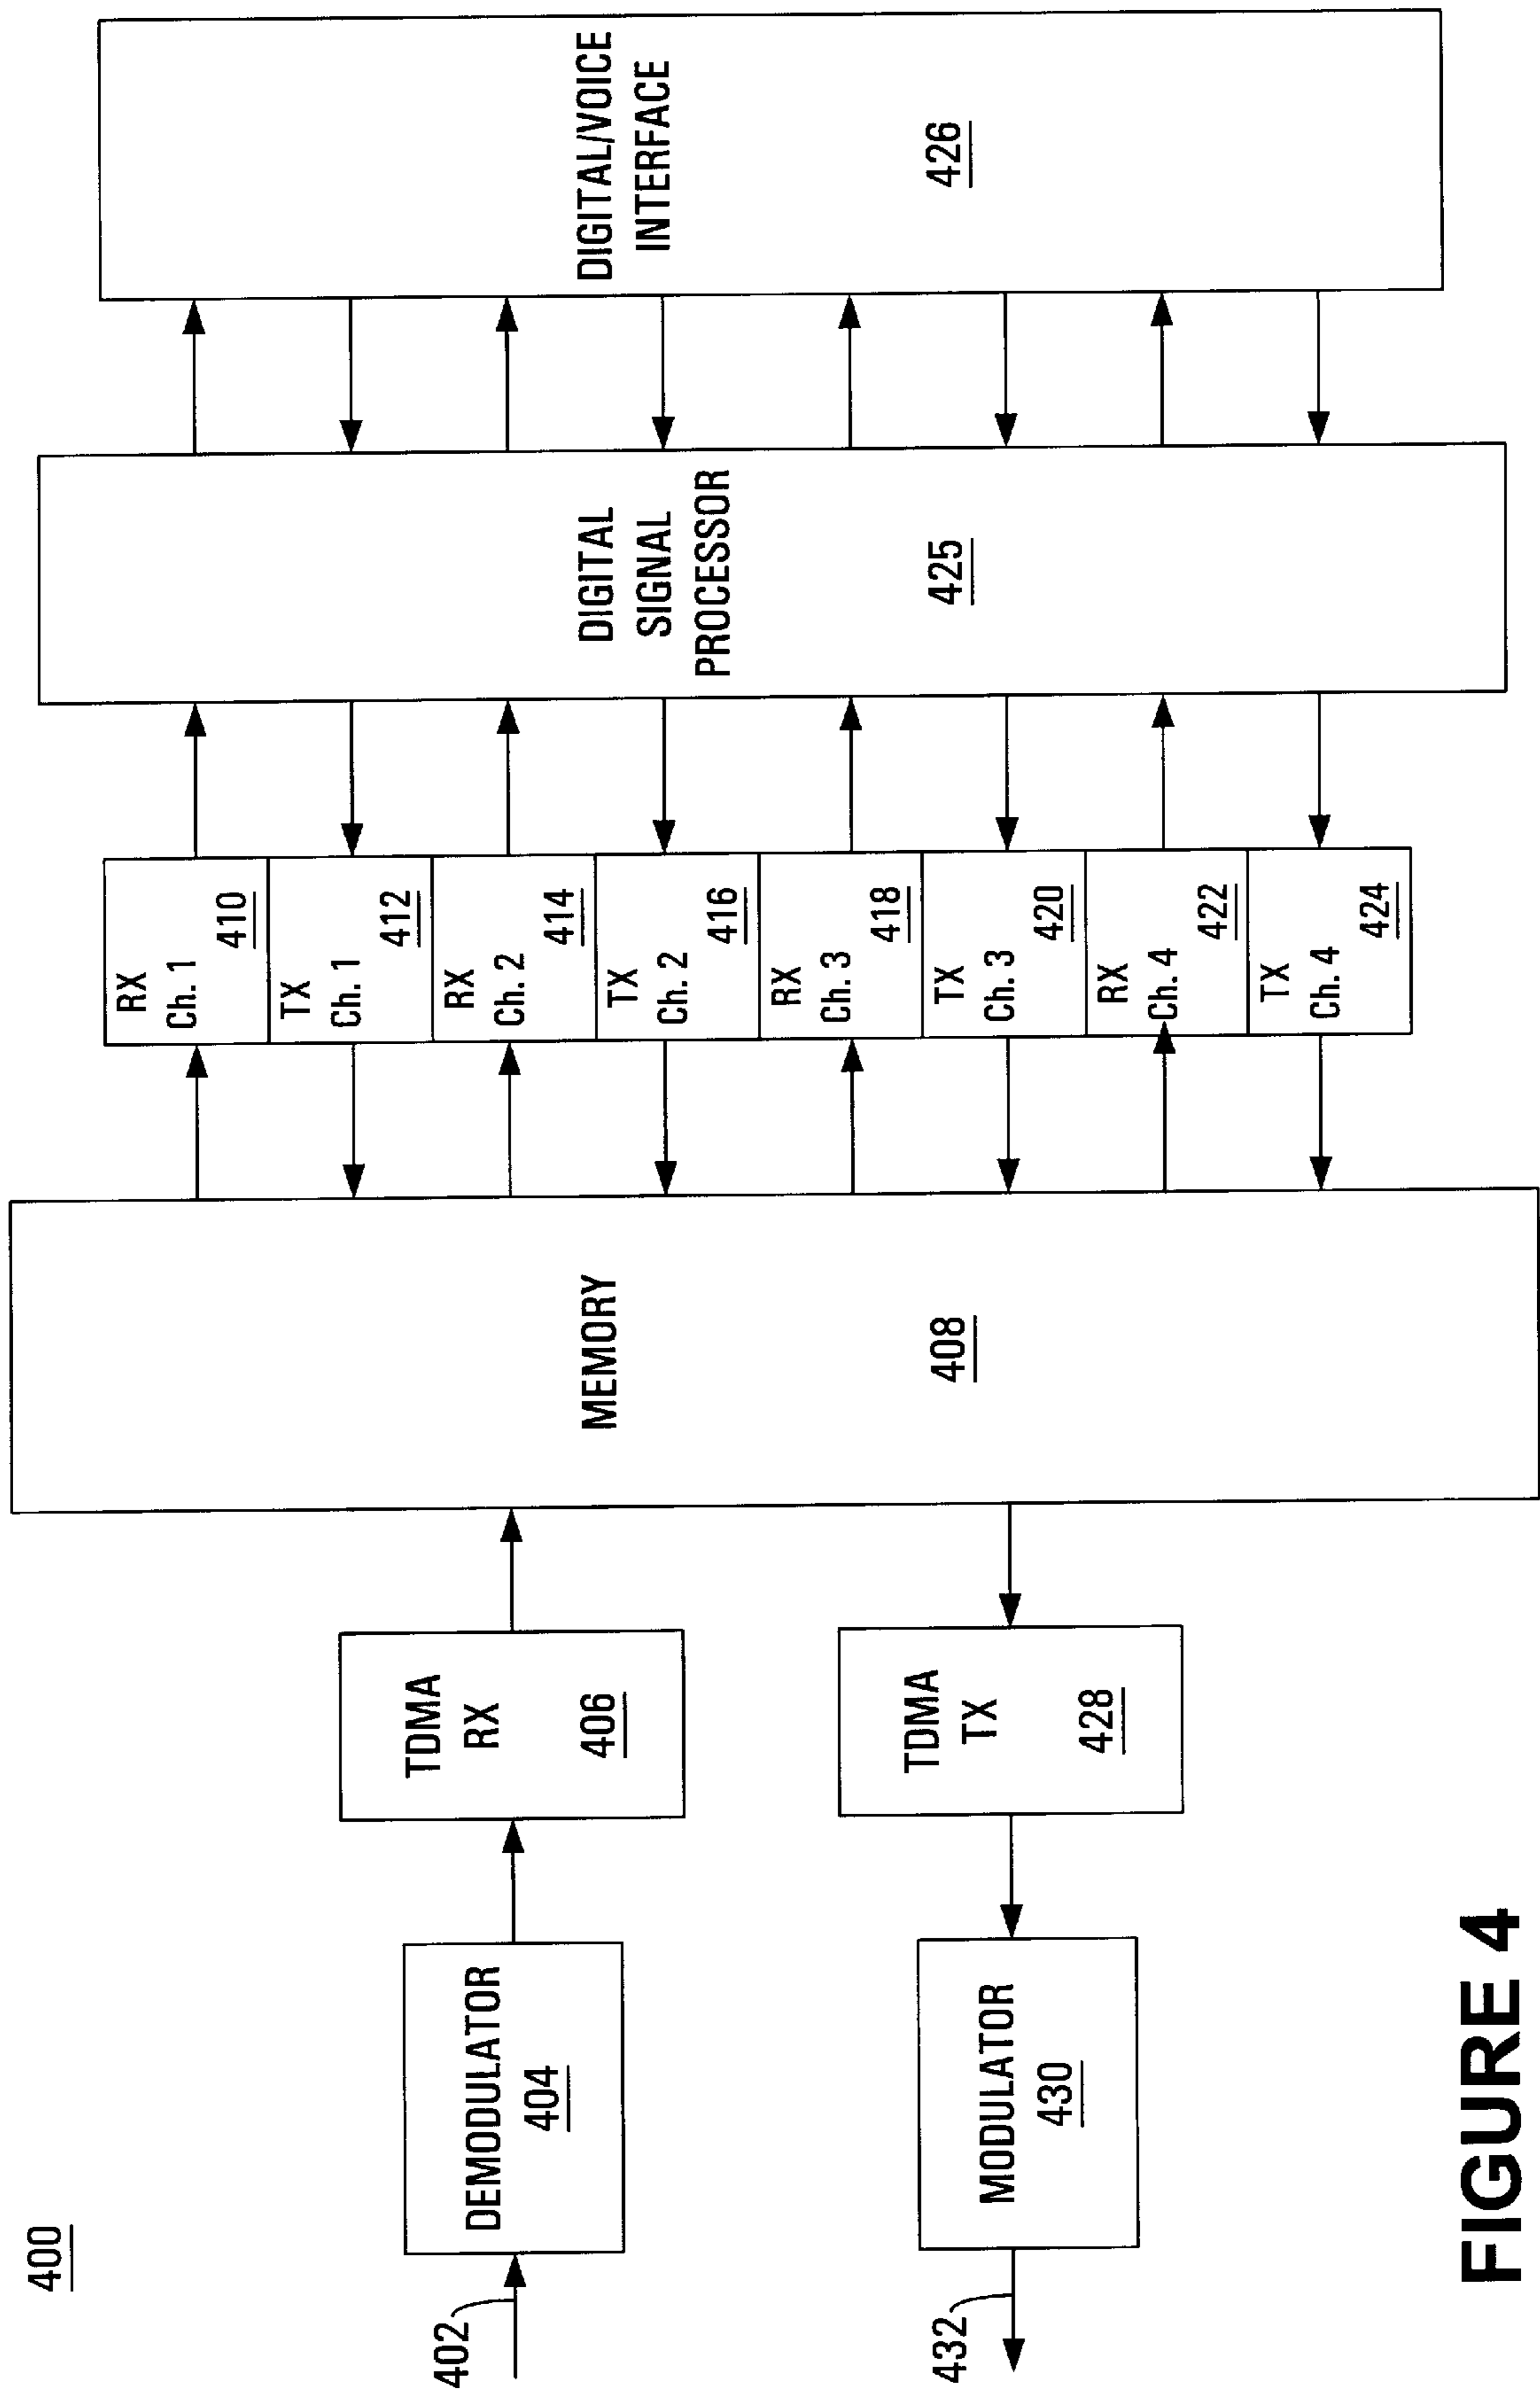 400
402
DEMODULATOR
404
TDMA
RX
406
432
MODULATOR
430
TDMA
TX
428
MEMORY
408
RX
Ch. 1
410
TX
Ch. 1
412
RX
Ch. 2
414
TX
Ch. 2
416
RX
Ch. 3
418
TX
Ch. 3
420
RX
Ch. 4
422
TX
Ch. 4
424
DIGITAL
SIGNAL
PROCESSOR
425
DIGITAL/VOICE
INTERFACE
426
FIGURE 4